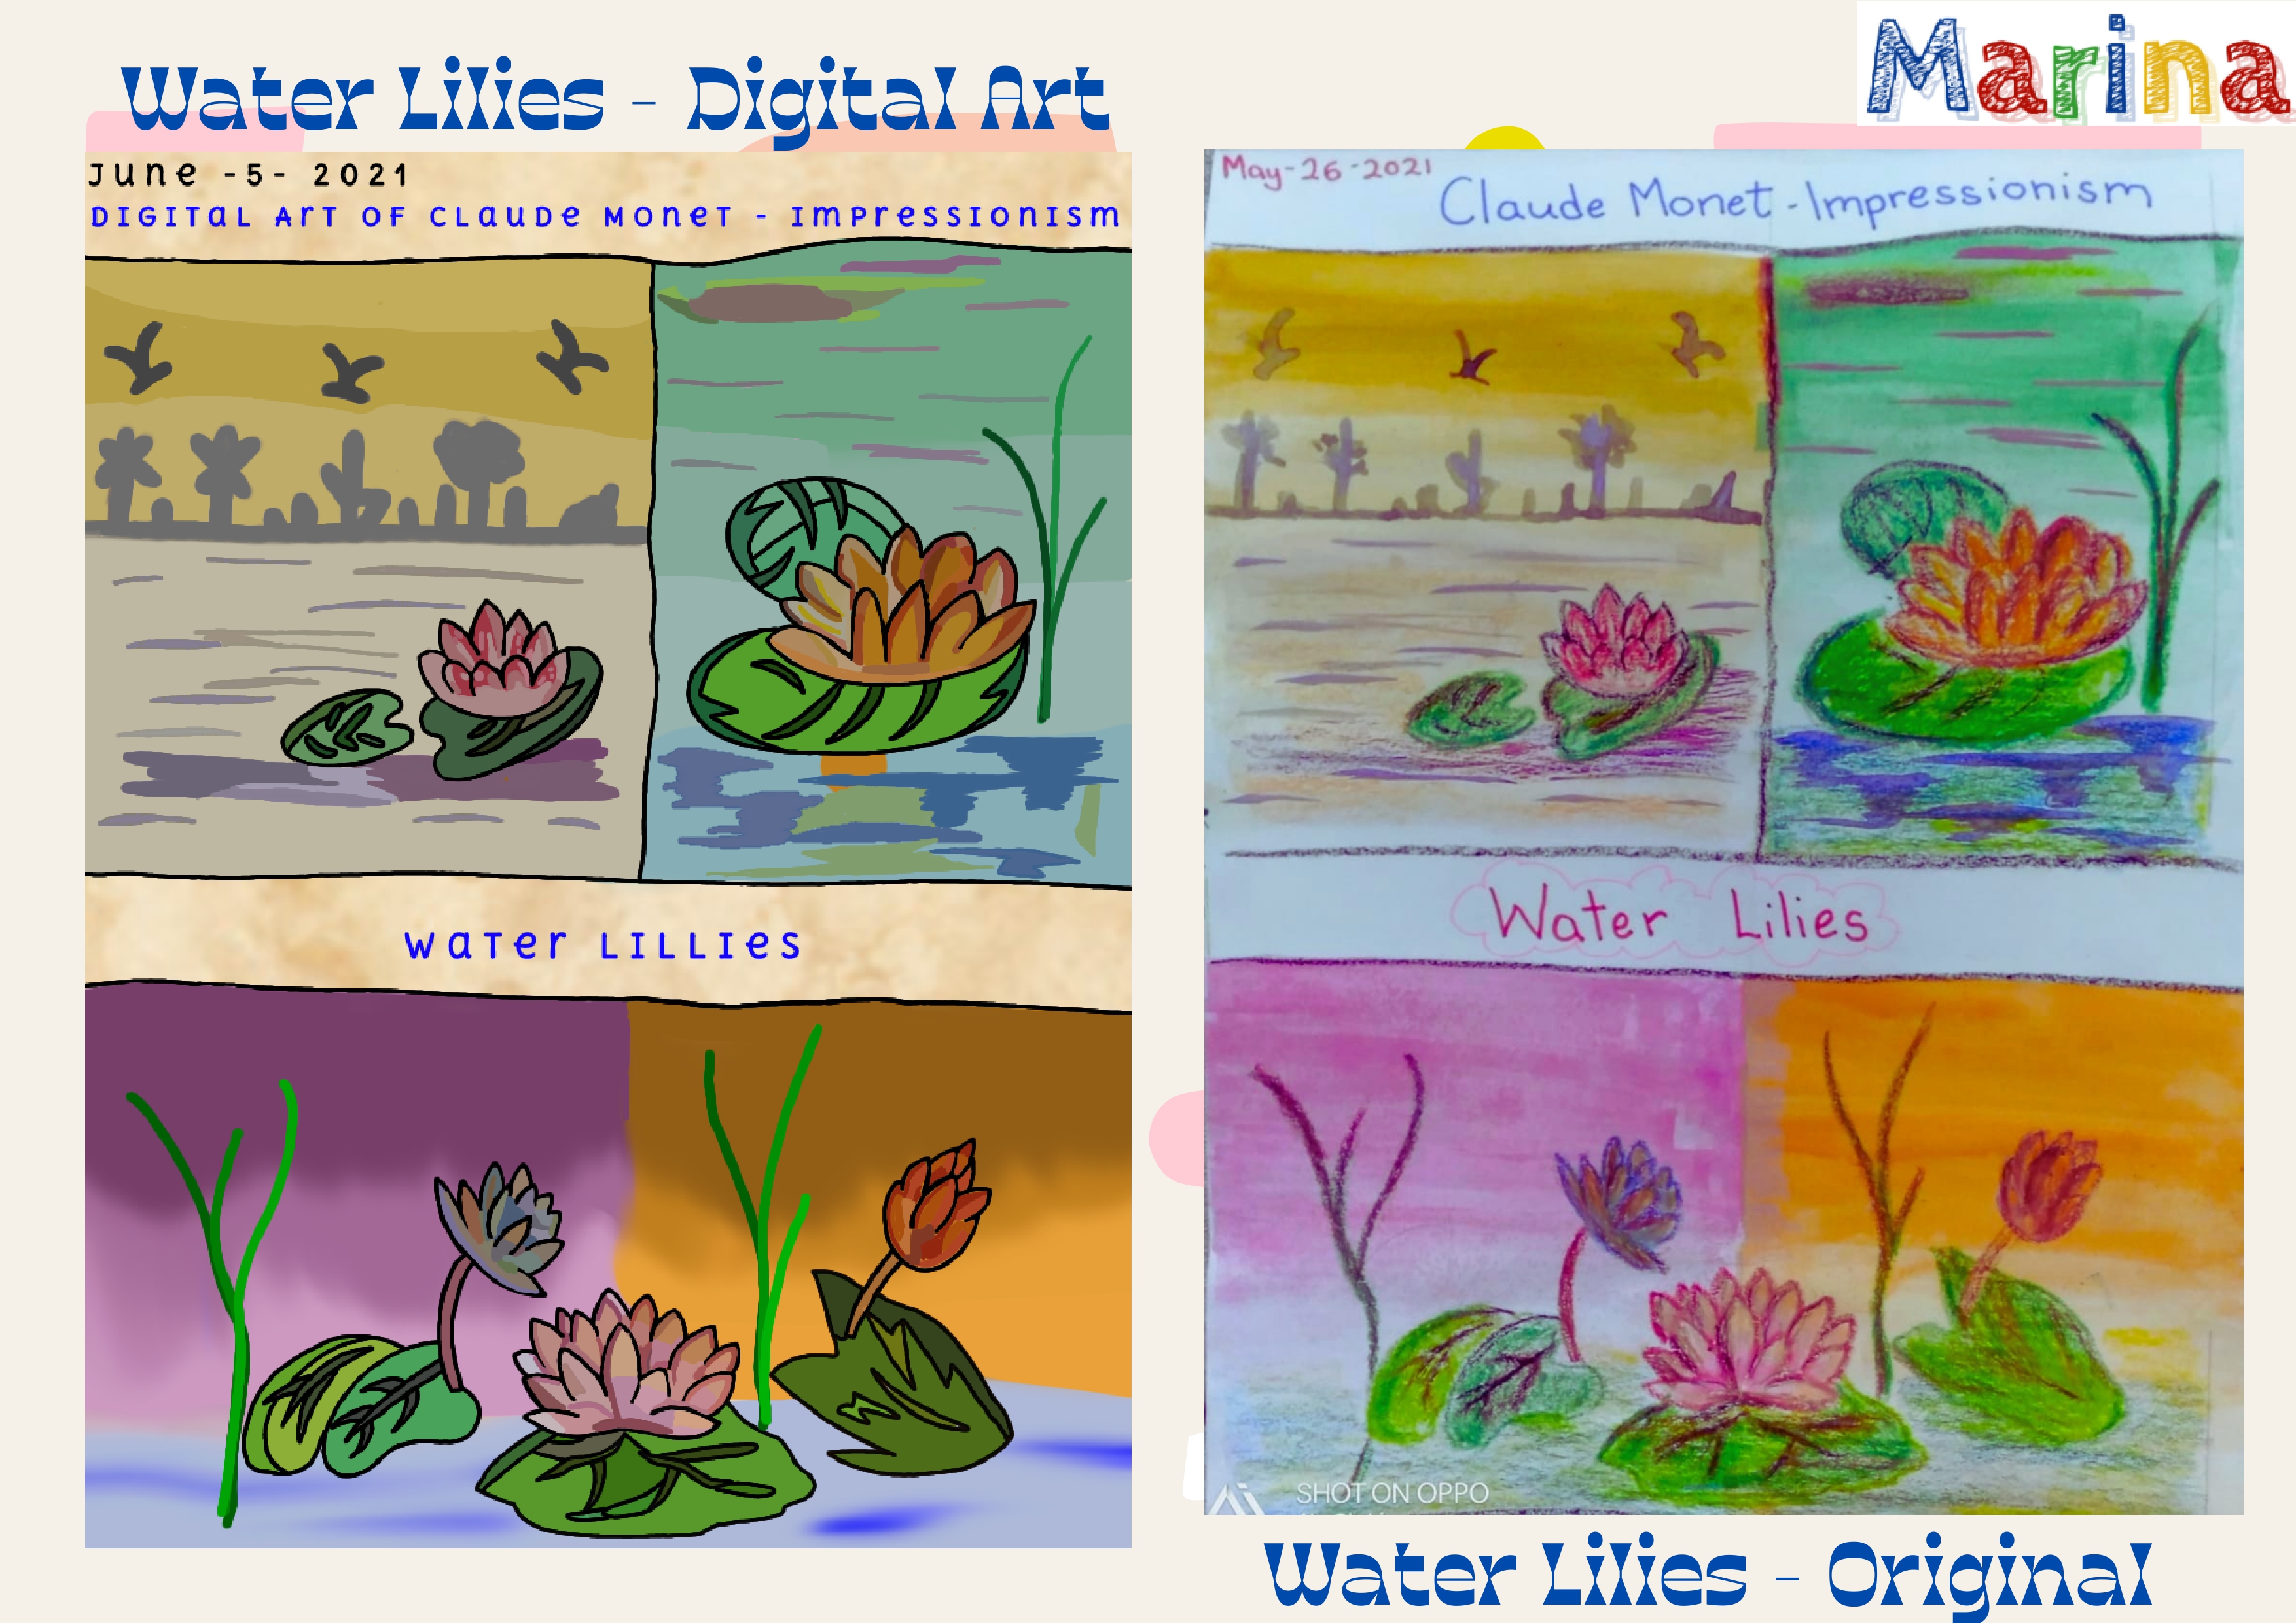 Marina
Water Lilies - Digital Art
June -5- 2021
DIGITaL ArT OF CLaUDe MoneT - ImPressIonIsm
waTer LILLIes
May-26-2021
Claude Monet-Impressionism
Water Lilies
SHOT ON OPPO
Water Lilies - Original